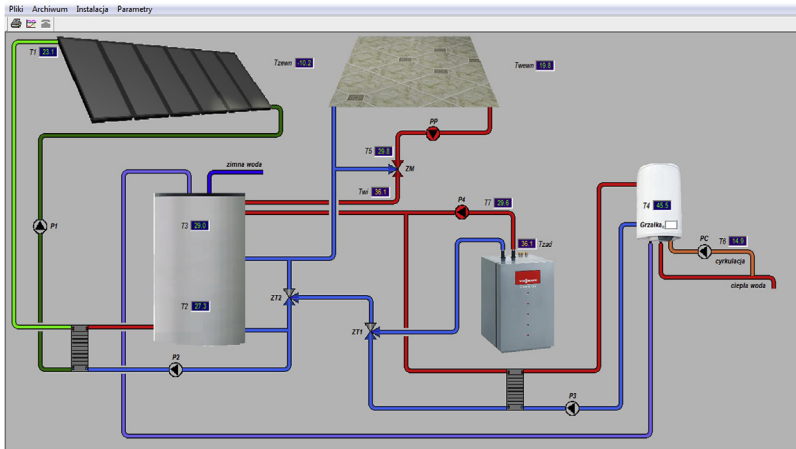 Pliki Archiwum Instalacja Parametry
T1 23.1
Tzewn -10.2
Twewn 19.8
PP
T5 29.8
ZM
zimna woda
Twi 36.1
P4
T7 29.6
T4 45.5
Grzałka
P1
T3 29.0
36.1 Tzad
PC
T6 14.9
cyrkulacja
ciepła woda
T2 27.3
ZT2
ZT1
P2
P3